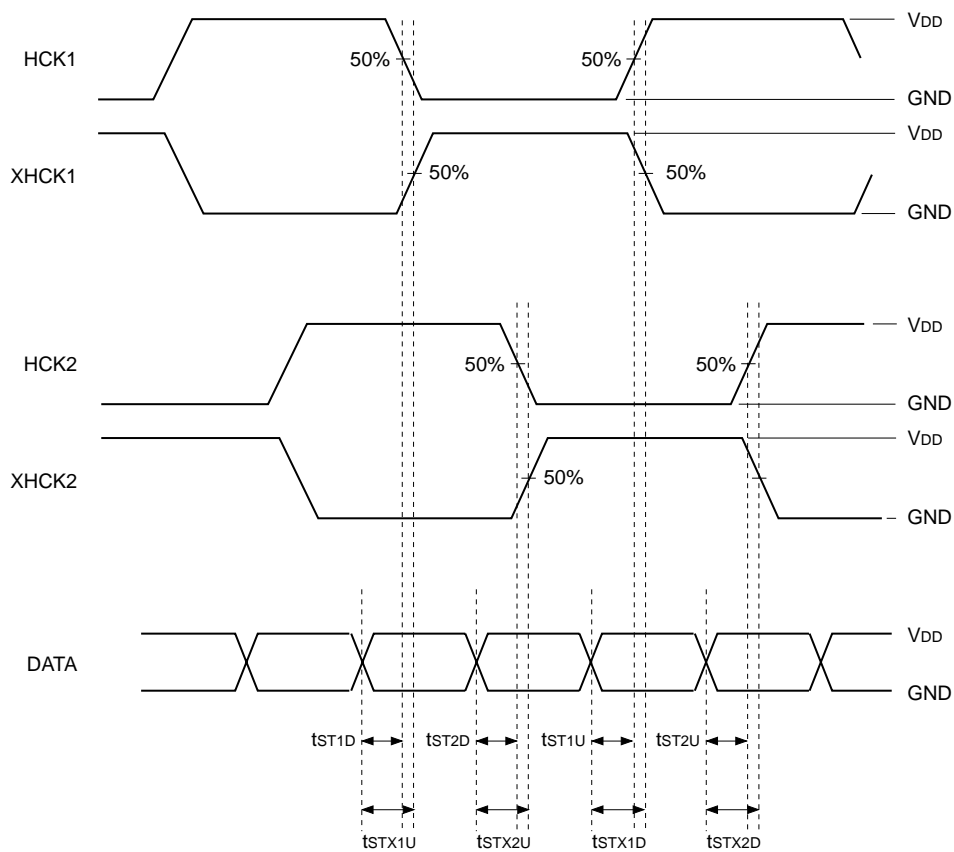 VDD
HCK1
50%
50%
GND
VDD
XHCK1
50%
50%
GND
VDD
HCK2
50%
50%
GND
VDD
XHCK2
50%
GND
VDD
DATA
GND
tST1D
tST2D
tST1U
tST2U
tSTX1U
tSTX2U
tSTX1D
tSTX2D